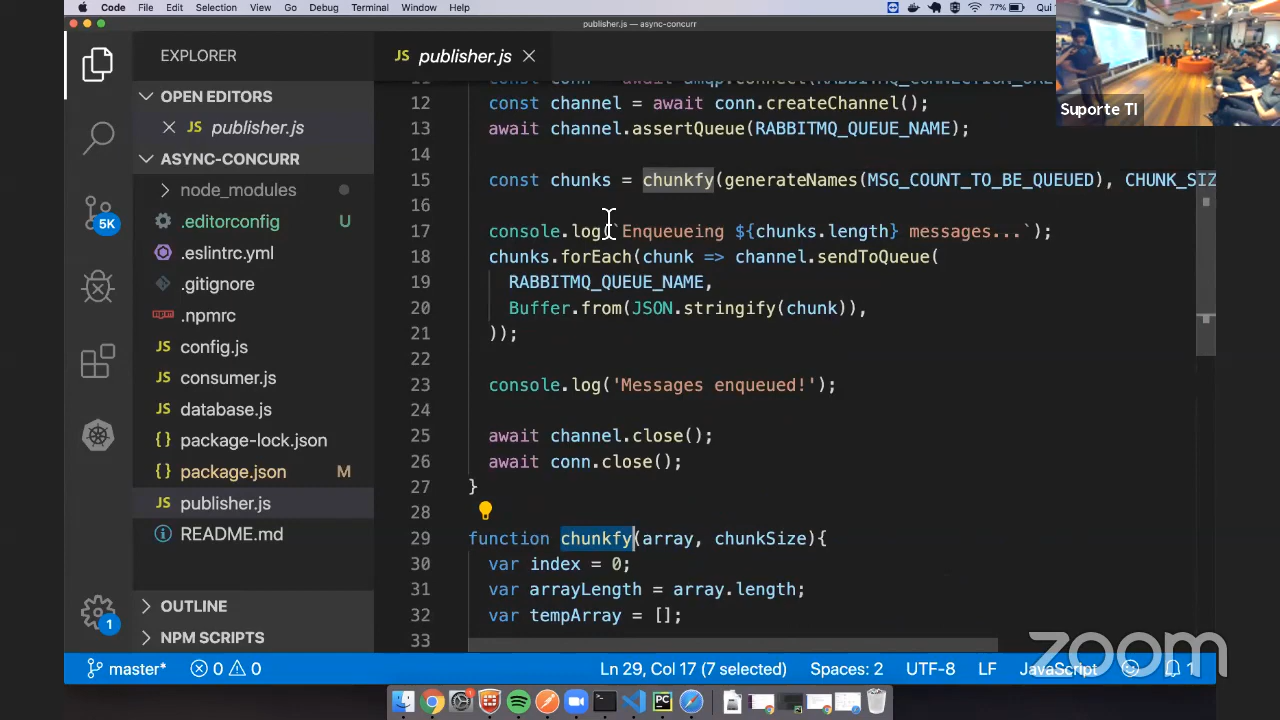 Code File Edit Selection View Go Debug Terminal Window Help 77% Qui
publisher.js — async-concurr
EXPLORER
OPEN EDITORS
JS publisher.js
ASYNC-CONCURR
node_modules
.editorconfig U
.eslintrc.yml
.gitignore
.npmrc
JS config.js
JS consumer.js
JS database.js
{} package-lock.json
{} package.json M
JS publisher.js
README.md
OUTLINE
NPM SCRIPTS
5K
1
JS publisher.js
12 const channel = await conn.createChannel();
13 await channel.assertQueue(RABBITMQ_QUEUE_NAME);
14
15 const chunks = chunkfy(generateNames(MSG_COUNT_TO_BE_QUEUED), CHUNK_SIZ
16
17 console.log(`Enqueueing ${chunks.length} messages...`);
18 chunks.forEach(chunk => channel.sendToQueue(
19 RABBITMQ_QUEUE_NAME,
20 Buffer.from(JSON.stringify(chunk)),
21 ));
22
23 console.log('Messages enqueued!');
24
25 await channel.close();
26 await conn.close();
27 }
28
29 function chunkfy(array, chunkSize){
30 var index = 0;
31 var arrayLength = array.length;
32 var tempArray = [];
33
Suporte TI
zoom
master* 0 0 Ln 29, Col 17 (7 selected) Spaces: 2 UTF-8 LF JavaScript 1